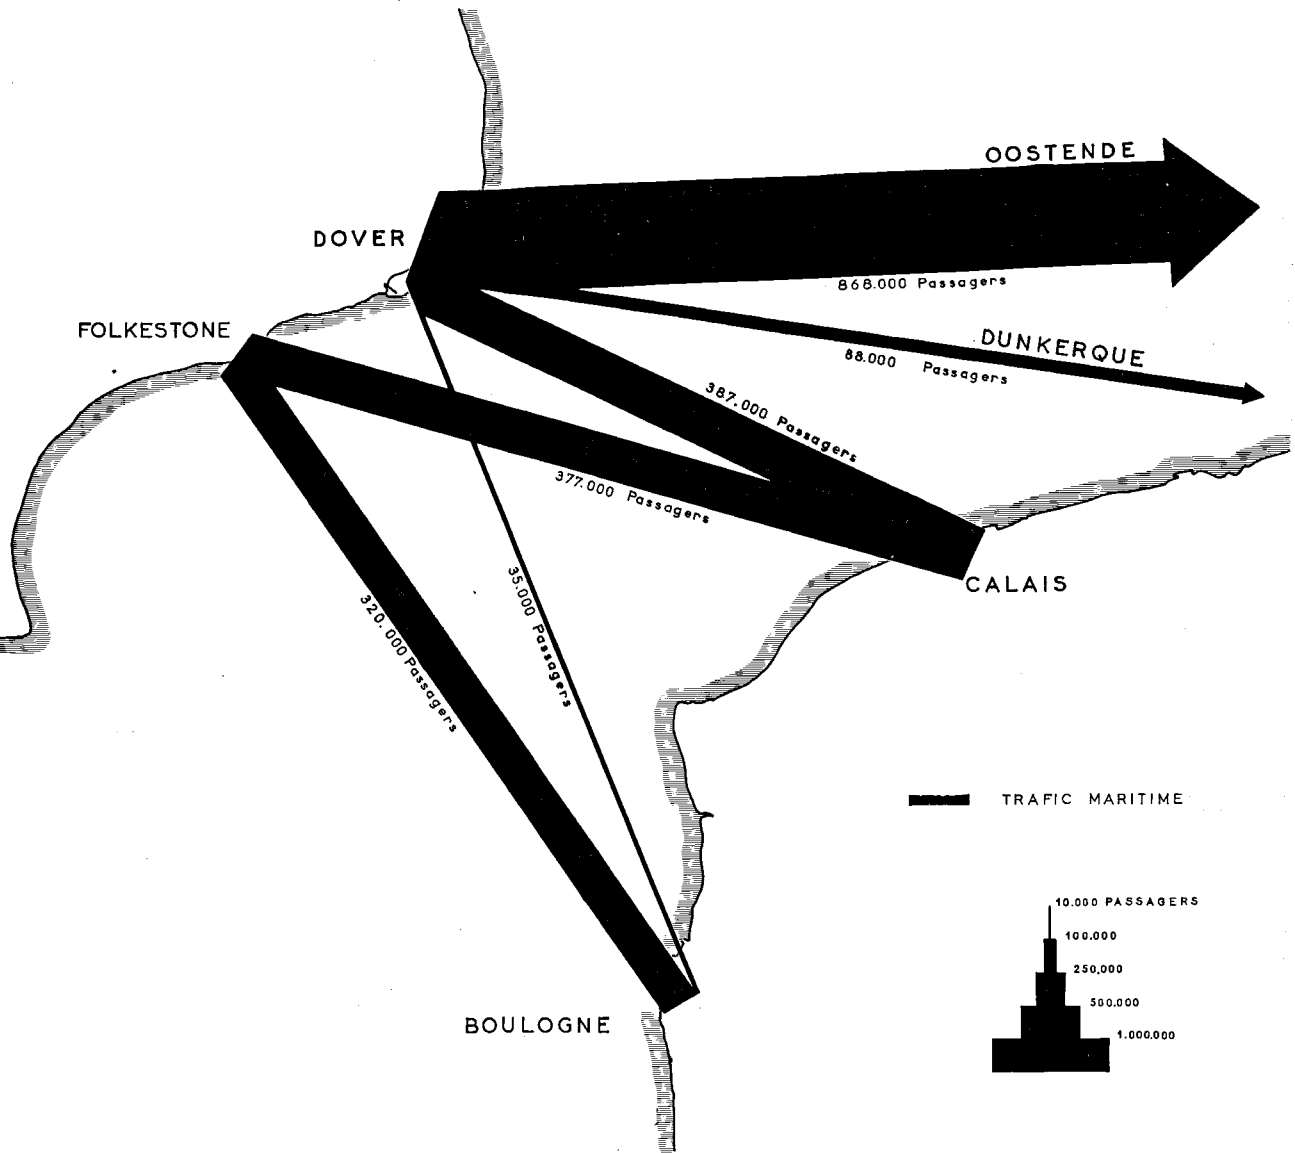 OOSTENDE
DOVER
868.000 Passagers
FOLKESTONE
DUNKERQUE
88.000 Passagers
387.000 Passagers
377.000 Passagers
CALAIS
35.000 Passagers
320.000 Passagers
TRAFIC MARITIME
10.000 PASSAGERS
100.000
250,000
500.000
1.000.000
BOULOGNE